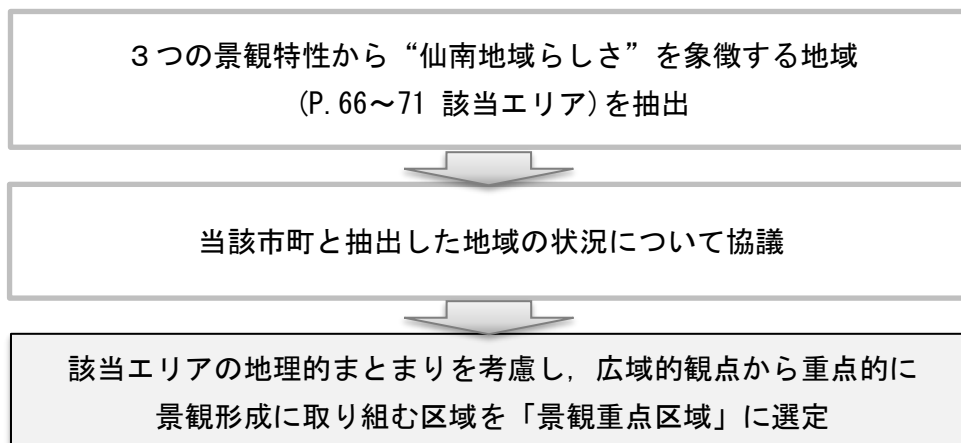 ３つの景観特性から“仙南地域らしさ”を象徴する地域
(P.66～71 該当エリア)を抽出
当該市町と抽出した地域の状況について協議
該当エリアの地理的まとまりを考慮し，広域的観点から重点的に
景観形成に取り組む区域を「景観重点区域」に選定